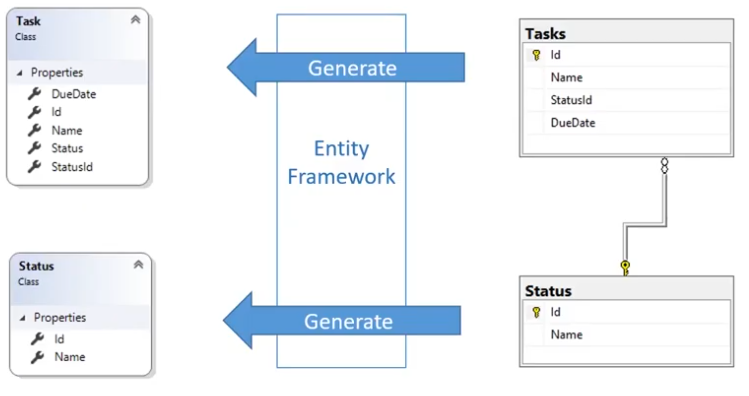 Task
Class
Properties
DueDate
Id
Name
Status
StatusId
Generate
Entity
Framework
Tasks
Id
Name
StatusId
DueDate
Status
Class
Properties
Id
Name
Generate
Status
Id
Name